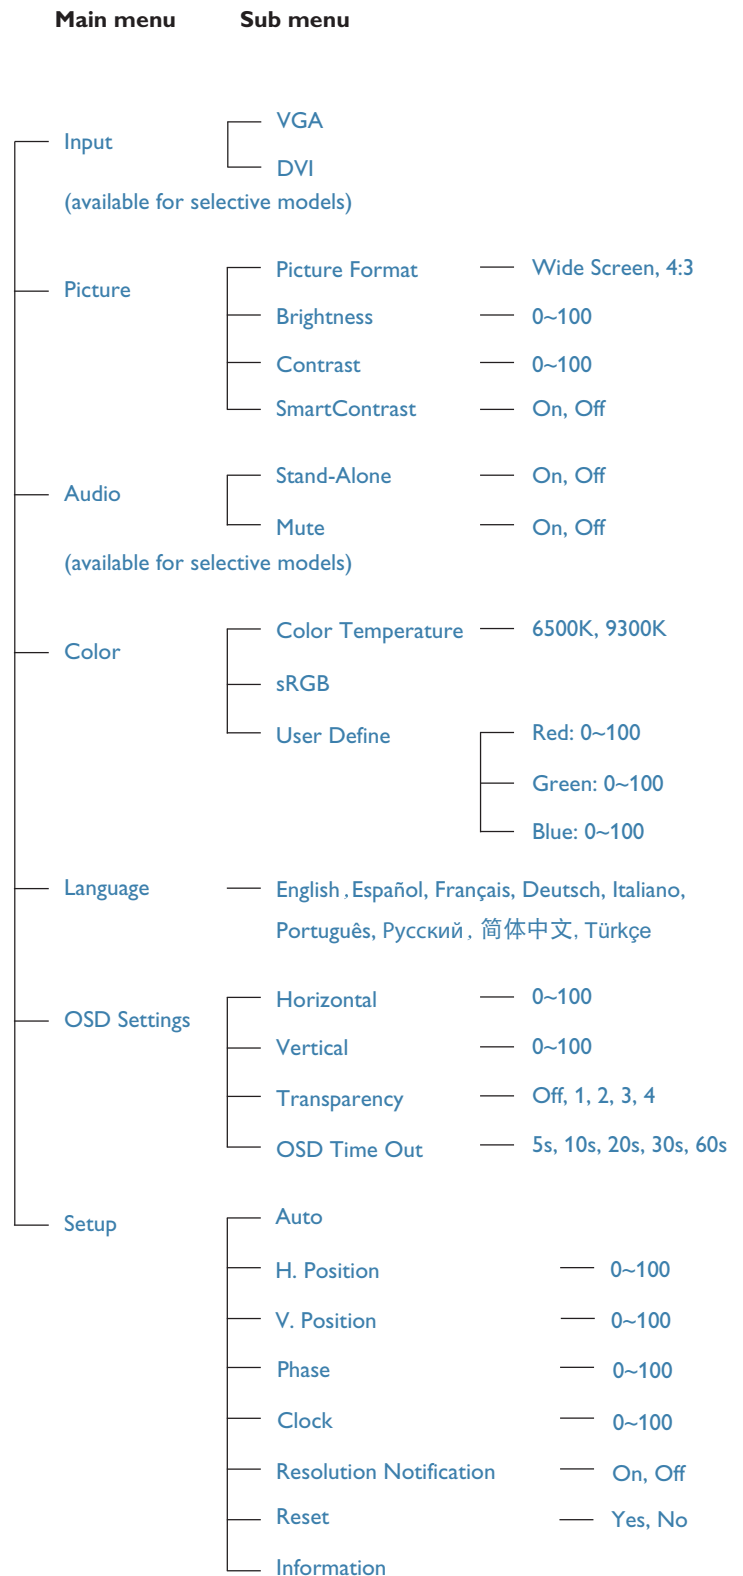 Main menu Sub menu
VGA
Input
DVI
(available for selective models)
Picture
Picture Format Wide Screen, 4:3
Brightness 0~100
Contrast 0~100
SmartContrast On, Off
Audio
Stand-Alone On, Off
Mute On, Off
(available for selective models)
Color
Color Temperature 6500K, 9300K
sRGB
User Define Red: 0~100
Green: 0~100
Blue: 0~100
Language English, Español, Français, Deutsch, Italiano,
Português, Русский, 简体中文, Türkçe
OSD Settings
Horizontal 0~100
Vertical 0~100
Transparency Off, 1, 2, 3, 4
OSD Time Out 5s, 10s, 20s, 30s, 60s
Setup Auto
H. Position 0~100
V. Position 0~100
Phase 0~100
Clock 0~100
Resolution Notification On, Off
Reset Yes, No
Information